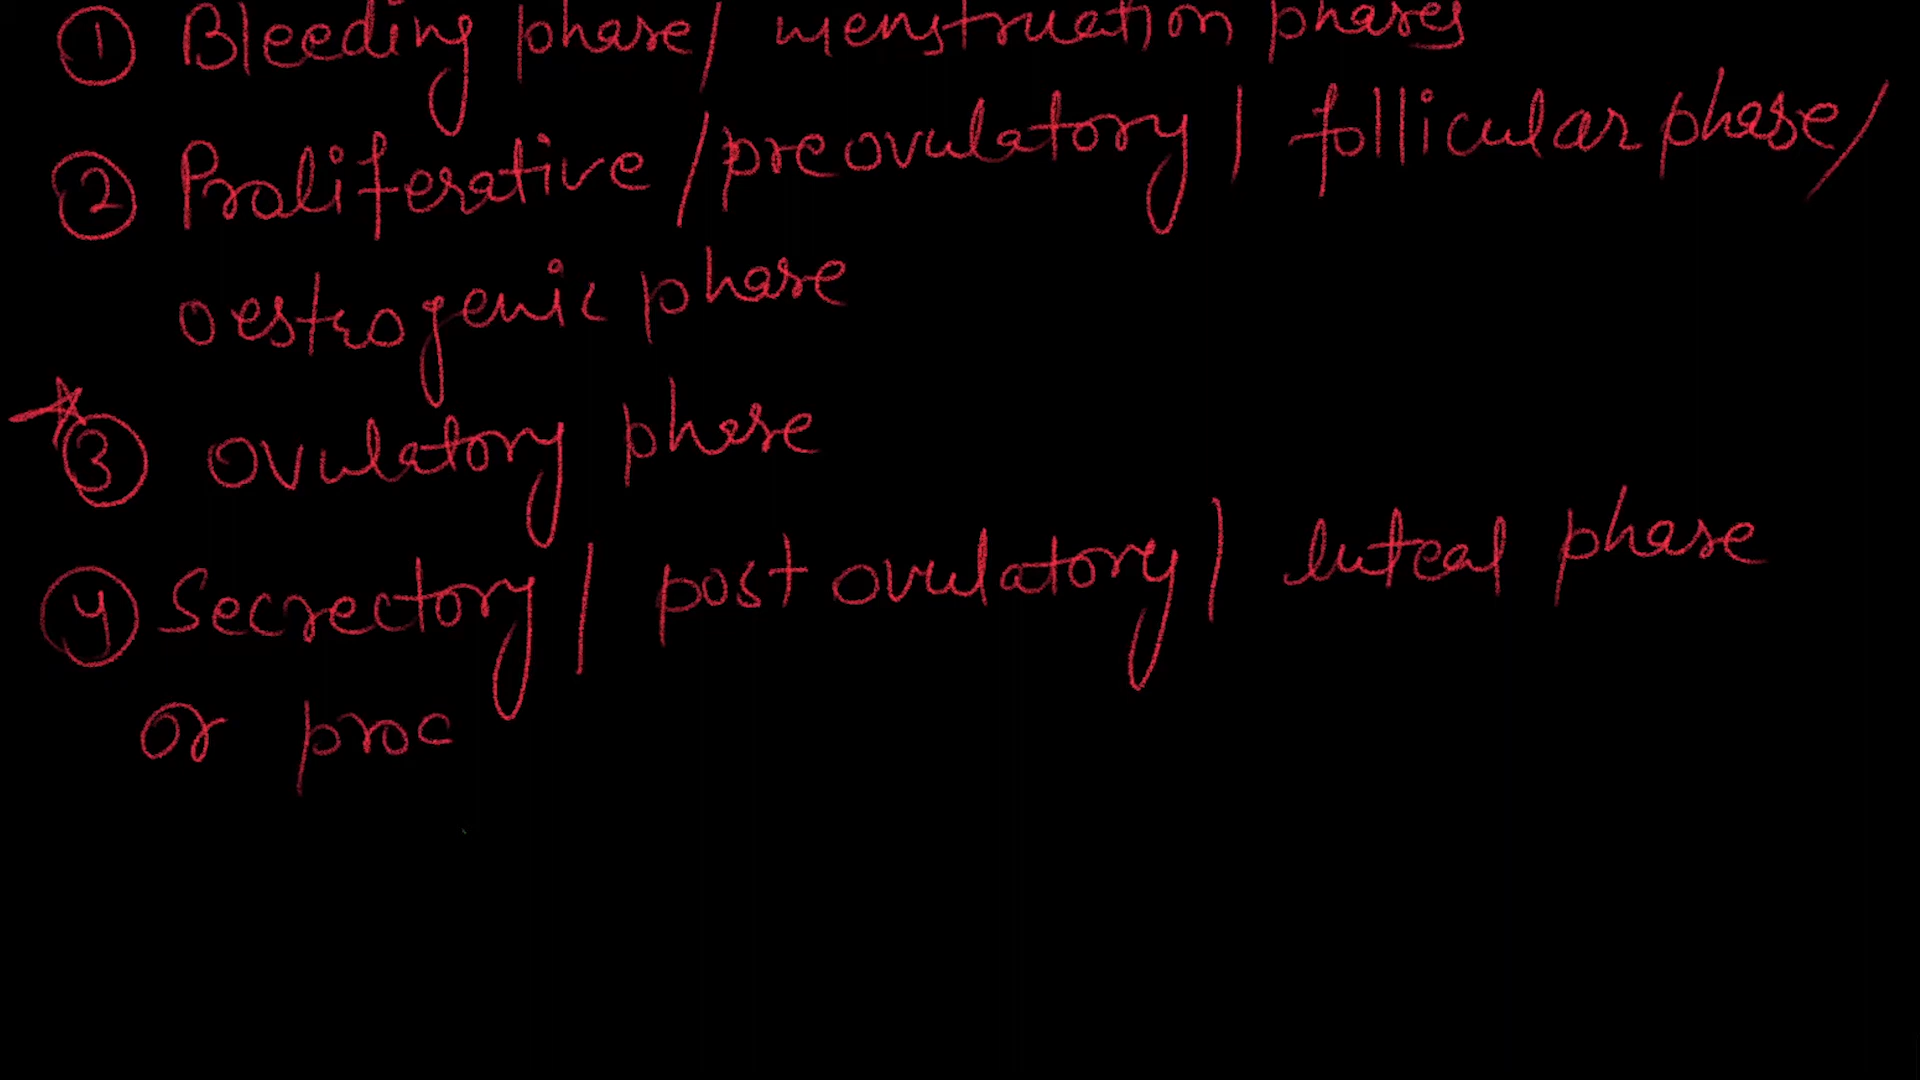 ① Bleeding phase/ menstruation phases
② Proliferative /preovulatory/ follicular phase/
oestrogenic phase
③ ovulatory phase
④ Secrectory/ post ovulatory/ luteal phase
or proc